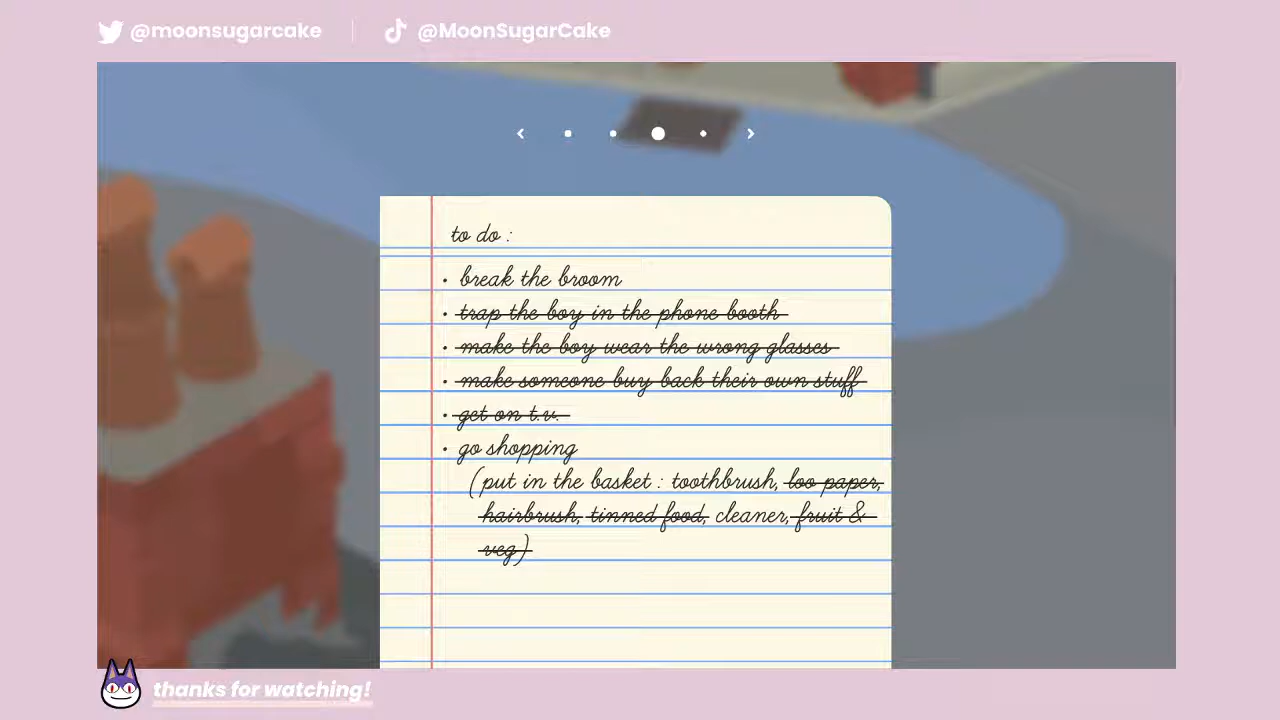 @moonsugarcake @MoonSugarCake
to do :
• break the broom
• trap the boy in the phone booth
• make the boy wear the wrong glasses
• make someone buy back their own stuff
• get on t.v.
• go shopping
(put in the basket : toothbrush, loo paper,
hairbrush, tinned food, cleaner, fruit &
veg)
thanks for watching!